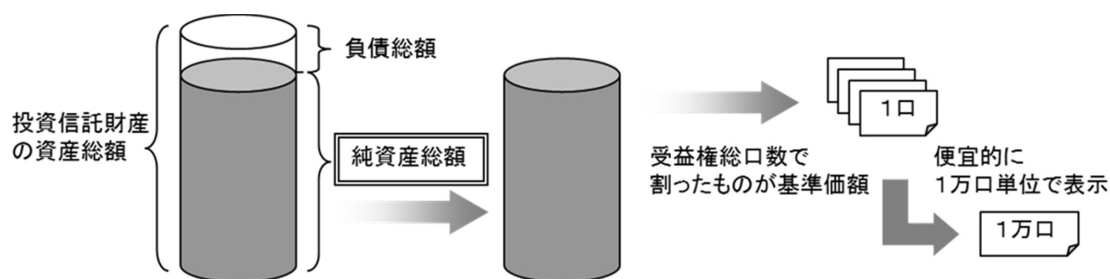 負債総額
投資信託財産
の資産総額
純資産総額
1口
受益権総口数で
割ったものが基準価額
便宜的に
1万口単位で表示
1万口